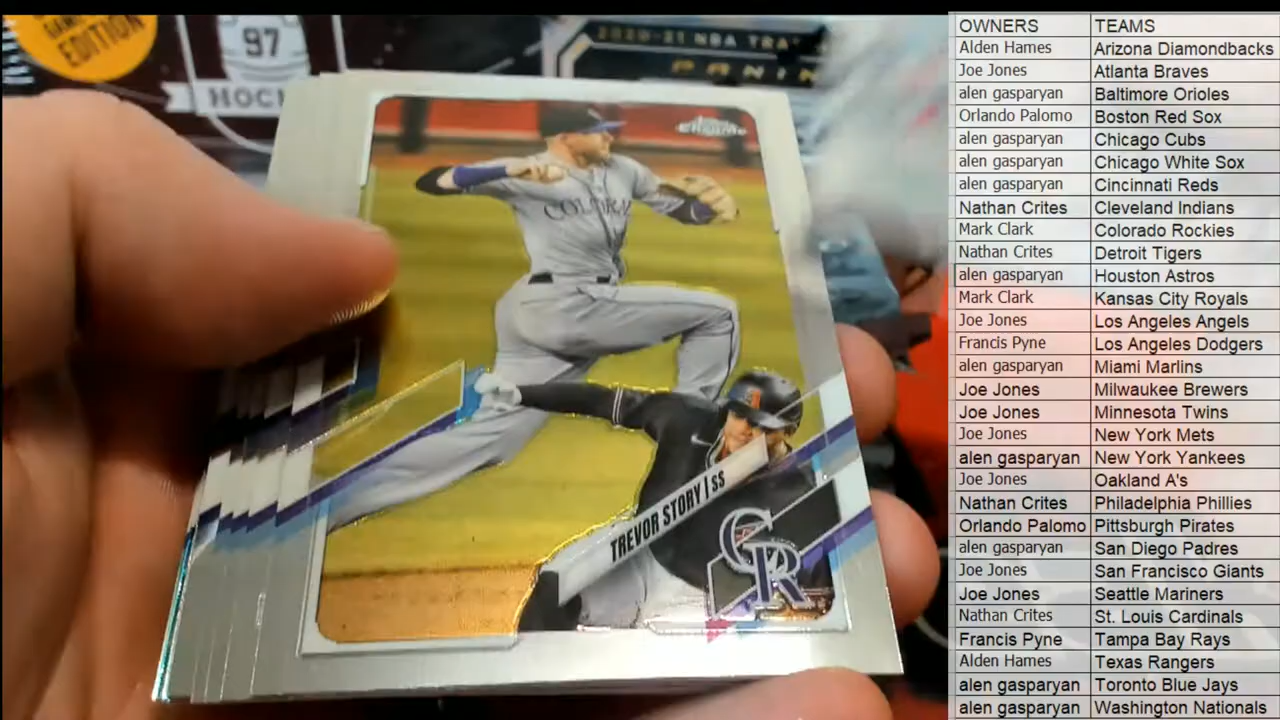 EDITION
97
HOC
2020-21 NBA TRA
PANIN
Topps
Chrome
COLORA
TREVOR STORY | SS
CR
OWNERS TEAMS
Alden Hames Arizona Diamondbacks
Joe Jones Atlanta Braves
alen gasparyan Baltimore Orioles
Orlando Palomo Boston Red Sox
alen gasparyan Chicago Cubs
alen gasparyan Chicago White Sox
alen gasparyan Cincinnati Reds
Nathan Crites Cleveland Indians
Mark Clark Colorado Rockies
Nathan Crites Detroit Tigers
alen gasparyan Houston Astros
Mark Clark Kansas City Royals
Joe Jones Los Angeles Angels
Francis Pyne Los Angeles Dodgers
alen gasparyan Miami Marlins
Joe Jones Milwaukee Brewers
Joe Jones Minnesota Twins
Joe Jones New York Mets
alen gasparyan New York Yankees
Joe Jones Oakland A's
Nathan Crites Philadelphia Phillies
Orlando Palomo Pittsburgh Pirates
alen gasparyan San Diego Padres
Joe Jones San Francisco Giants
Joe Jones Seattle Mariners
Nathan Crites St. Louis Cardinals
Francis Pyne Tampa Bay Rays
Alden Hames Texas Rangers
alen gasparyan Toronto Blue Jays
alen gasparyan Washington Nationals